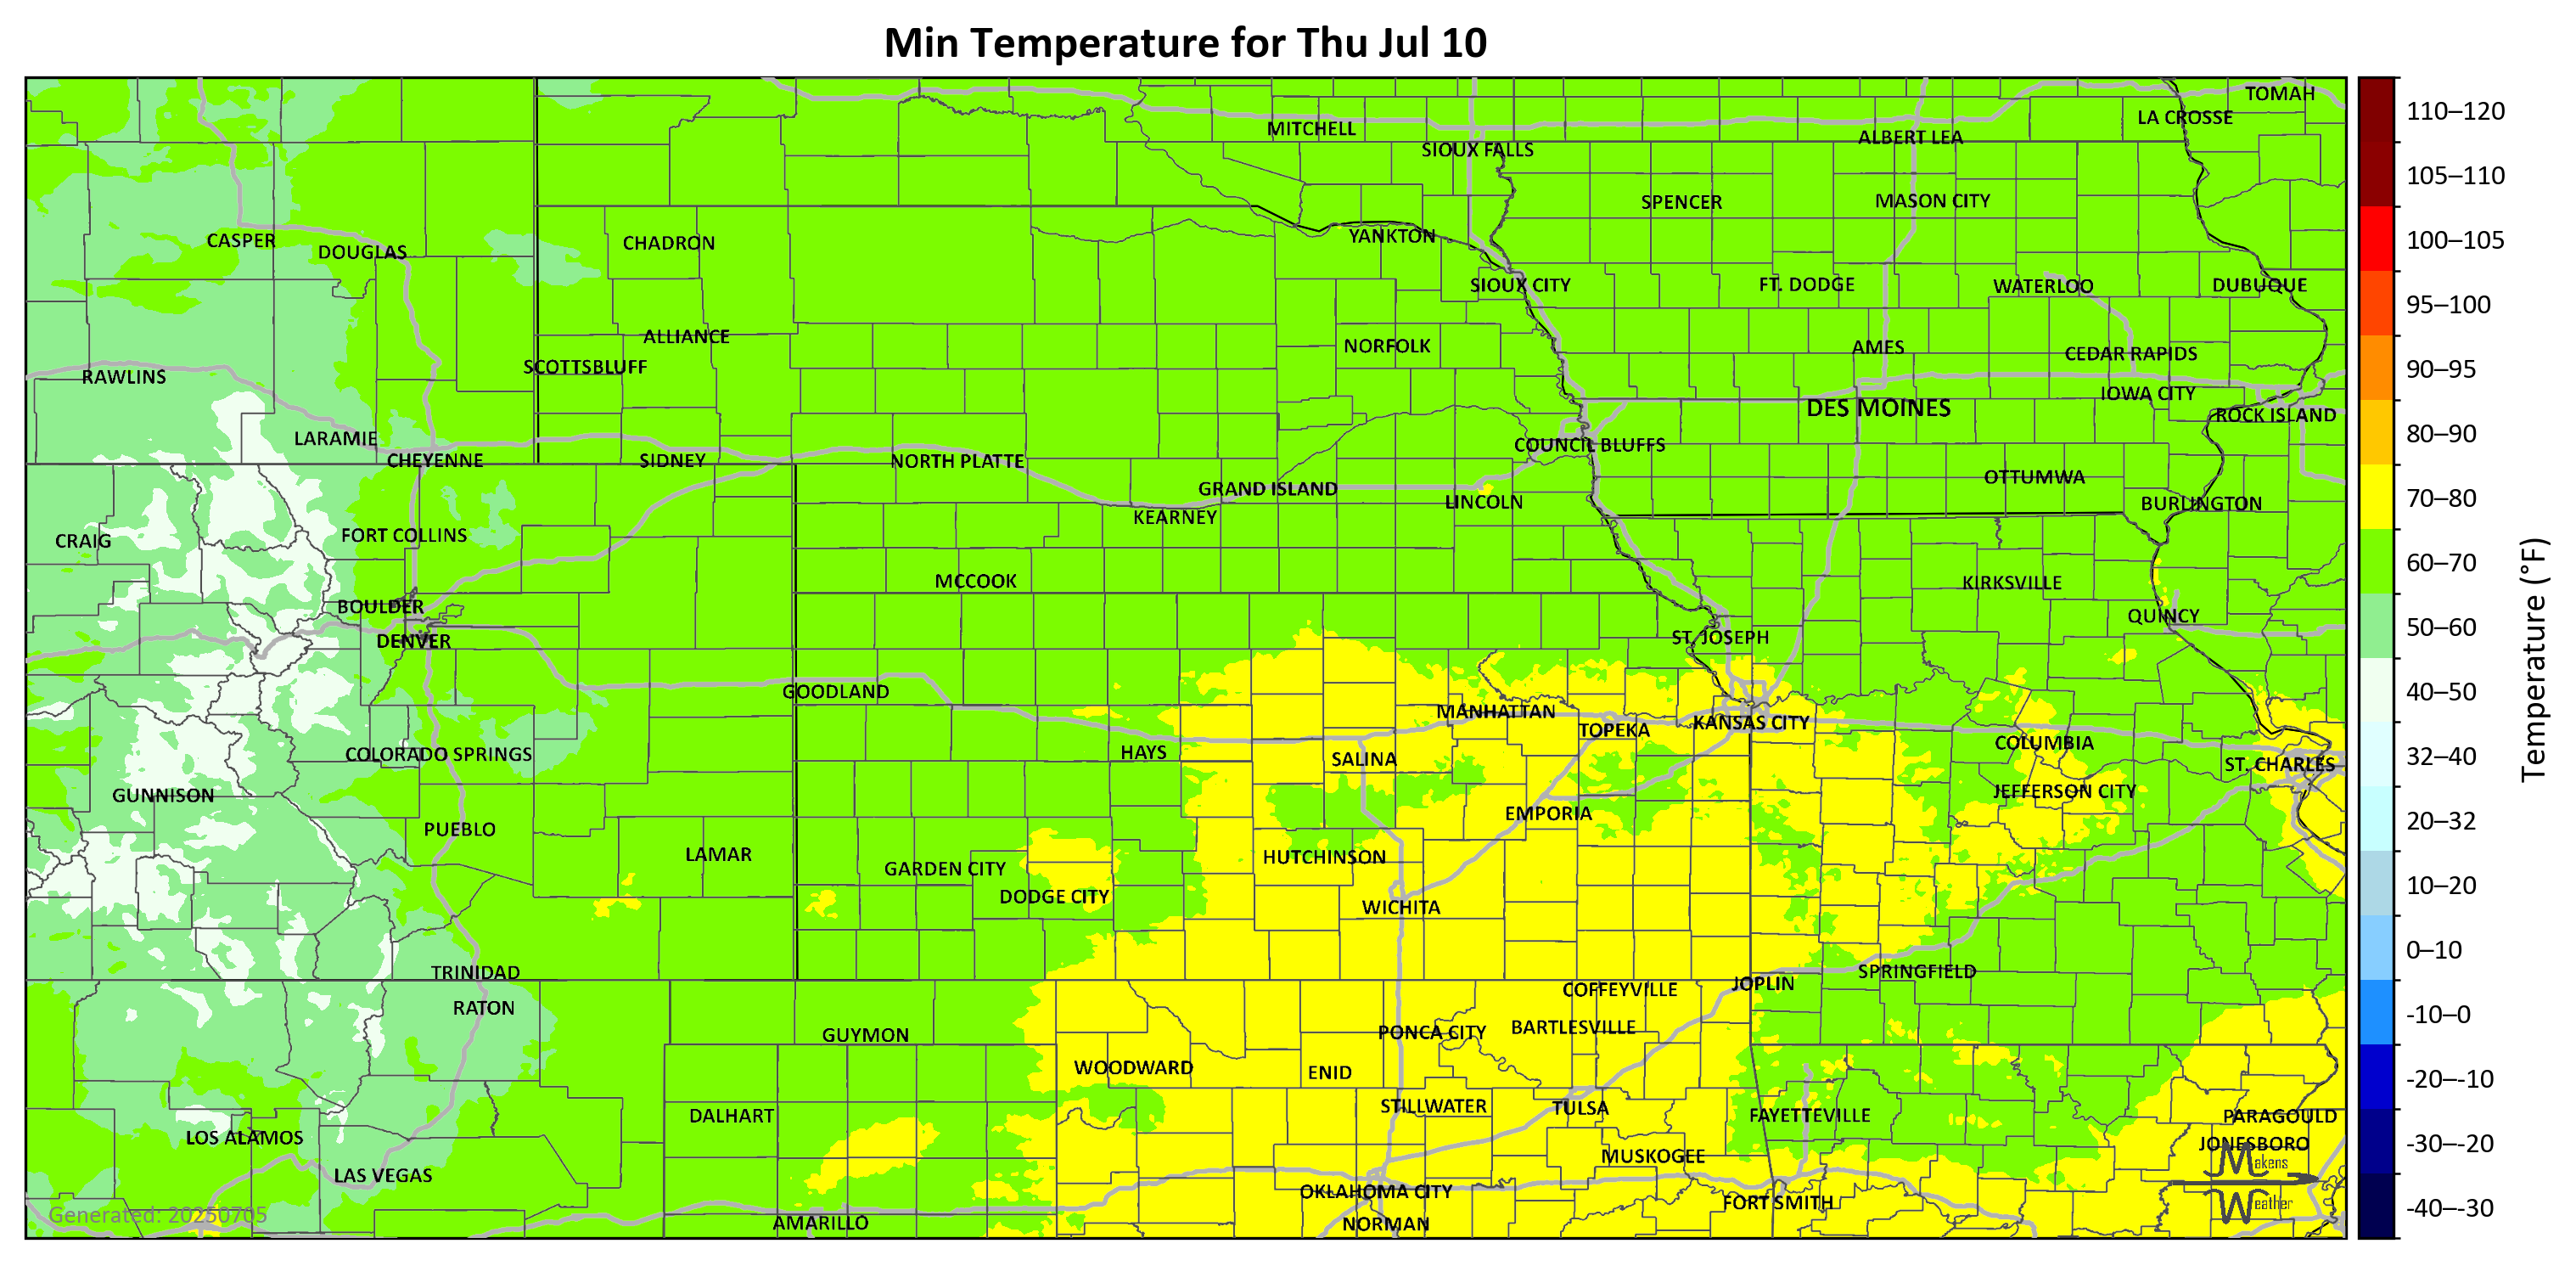 Min Temperature for Thu Jul 10
TOMAH
LA CROSSE
MITCHELL
ALBERT LEA
SIOUX FALLS
SPENCER
MASON CITY
CASPER
DOUGLAS
CHADRON
YANKTON
SIOUX CITY
FT. DODGE
WATERLOO
DUBUQUE
ALLIANCE
NORFOLK
AMES
CEDAR RAPIDS
SCOTTSBLUFF
RAWLINS
IOWA CITY
DES MOINES
ROCK ISLAND
LARAMIE
COUNCIL BLUFFS
CHEYENNE
SIDNEY
NORTH PLATTE
OTTUMWA
GRAND ISLAND
LINCOLN
BURLINGTON
KEARNEY
FORT COLLINS
CRAIG
MCCOOK
KIRKSVILLE
BOULDER
QUINCY
DENVER
ST. JOSEPH
GOODLAND
MANHATTAN
KANSAS CITY
TOPEKA
COLUMBIA
HAYS
COLORADO SPRINGS
SALINA
ST. CHARLES
GUNNISON
JEFFERSON CITY
EMPORIA
PUEBLO
LAMAR
HUTCHINSON
GARDEN CITY
DODGE CITY
WICHITA
TRINIDAD
SPRINGFIELD
JOPLIN
COFFEYVILLE
RATON
BARTLESVILLE
PONCA CITY
GUYMON
WOODWARD
ENID
STILLWATER
TULSA
DALHART
FAYETTEVILLE
PARAGOULD
LOS ALAMOS
JONESBORO
MUSKOGEE
LAS VEGAS
OKLAHOMA CITY
FORT SMITH
AMARILLO
NORMAN
Generated: 20250705
Makens
Weather
110–120
105–110
100–105
95–100
90–95
80–90
70–80
60–70
50–60
40–50
32–40
20–32
10–20
0–10
-10–0
-20–-10
-30–-20
-40–-30
Temperature (°F)